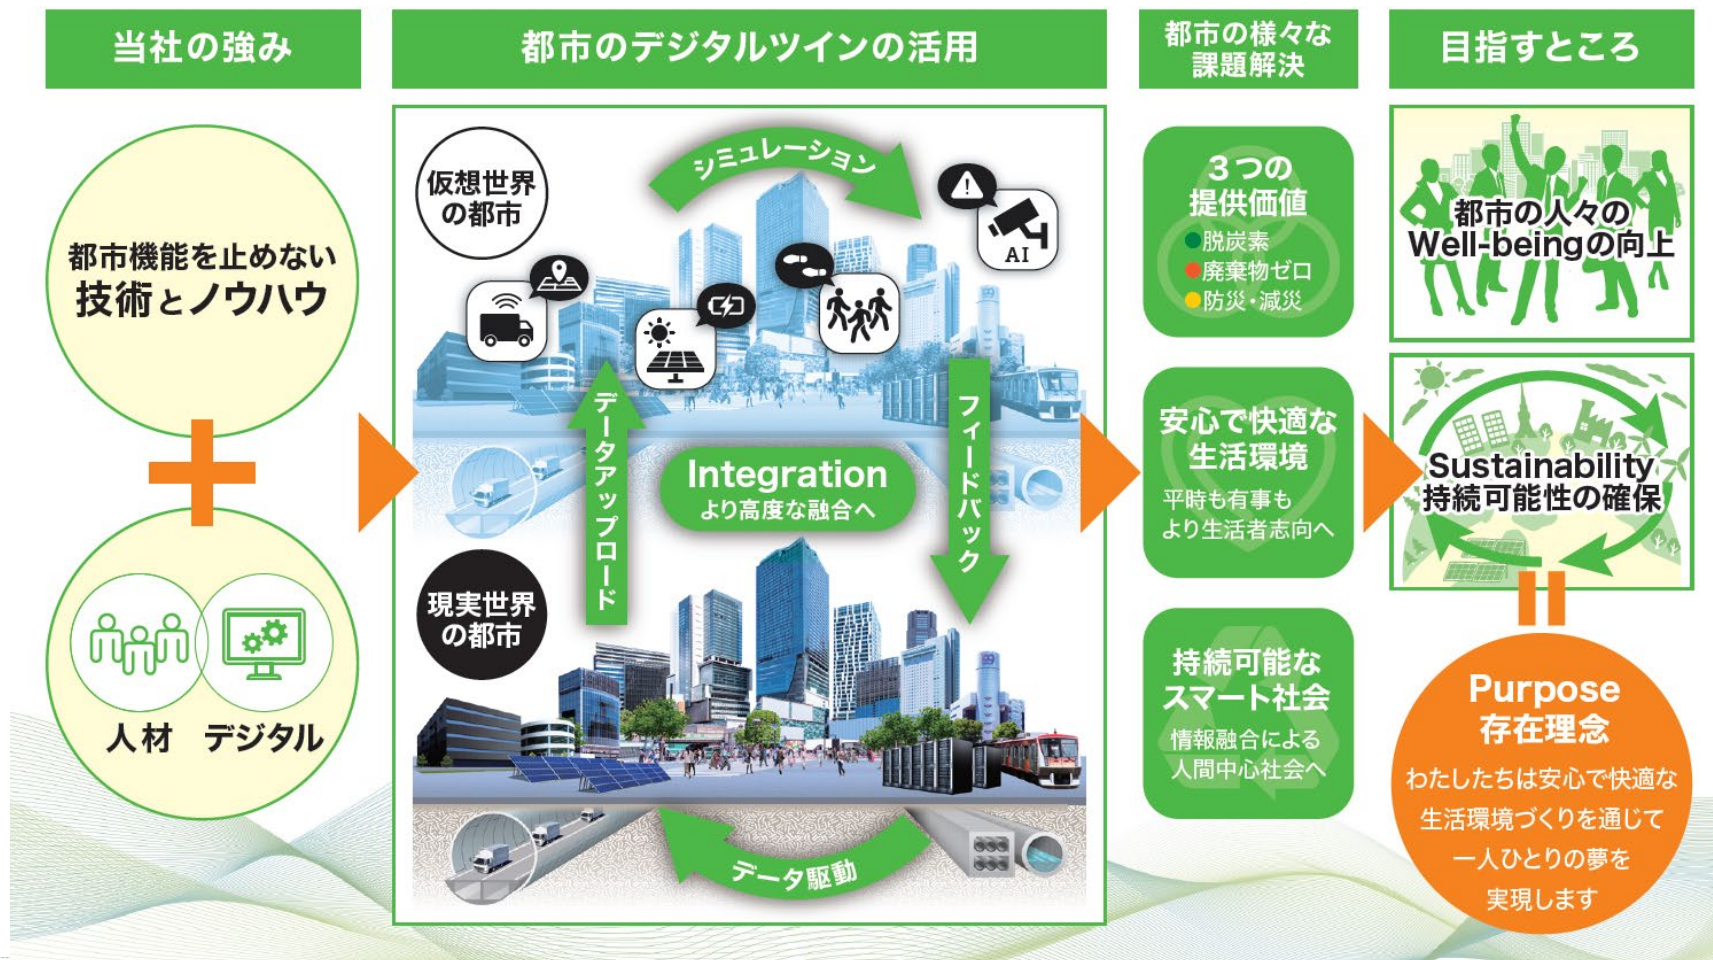 当社の強み
都市のデジタルツインの活用
都市の様々な
課題解決
目指すところ
都市機能を止めない
技術とノウハウ
人材
デジタル
仮想世界
の都市
シミュレーション
AI
データアップロード
フィードバック
Integration
より高度な融合へ
現実世界
の都市
データ駆動
3つの
提供価値
脱炭素
廃棄物ゼロ
防災・減災
安心で快適な
生活環境
平時も有事も
より生活者志向へ
持続可能な
スマート社会
情報融合による
人間中心社会へ
都市の人々の
Well-beingの向上
Sustainability
持続可能性の確保
Purpose
存在理念
わたしたちは安心で快適な
生活環境づくりを通じて
一人ひとりの夢を
実現します